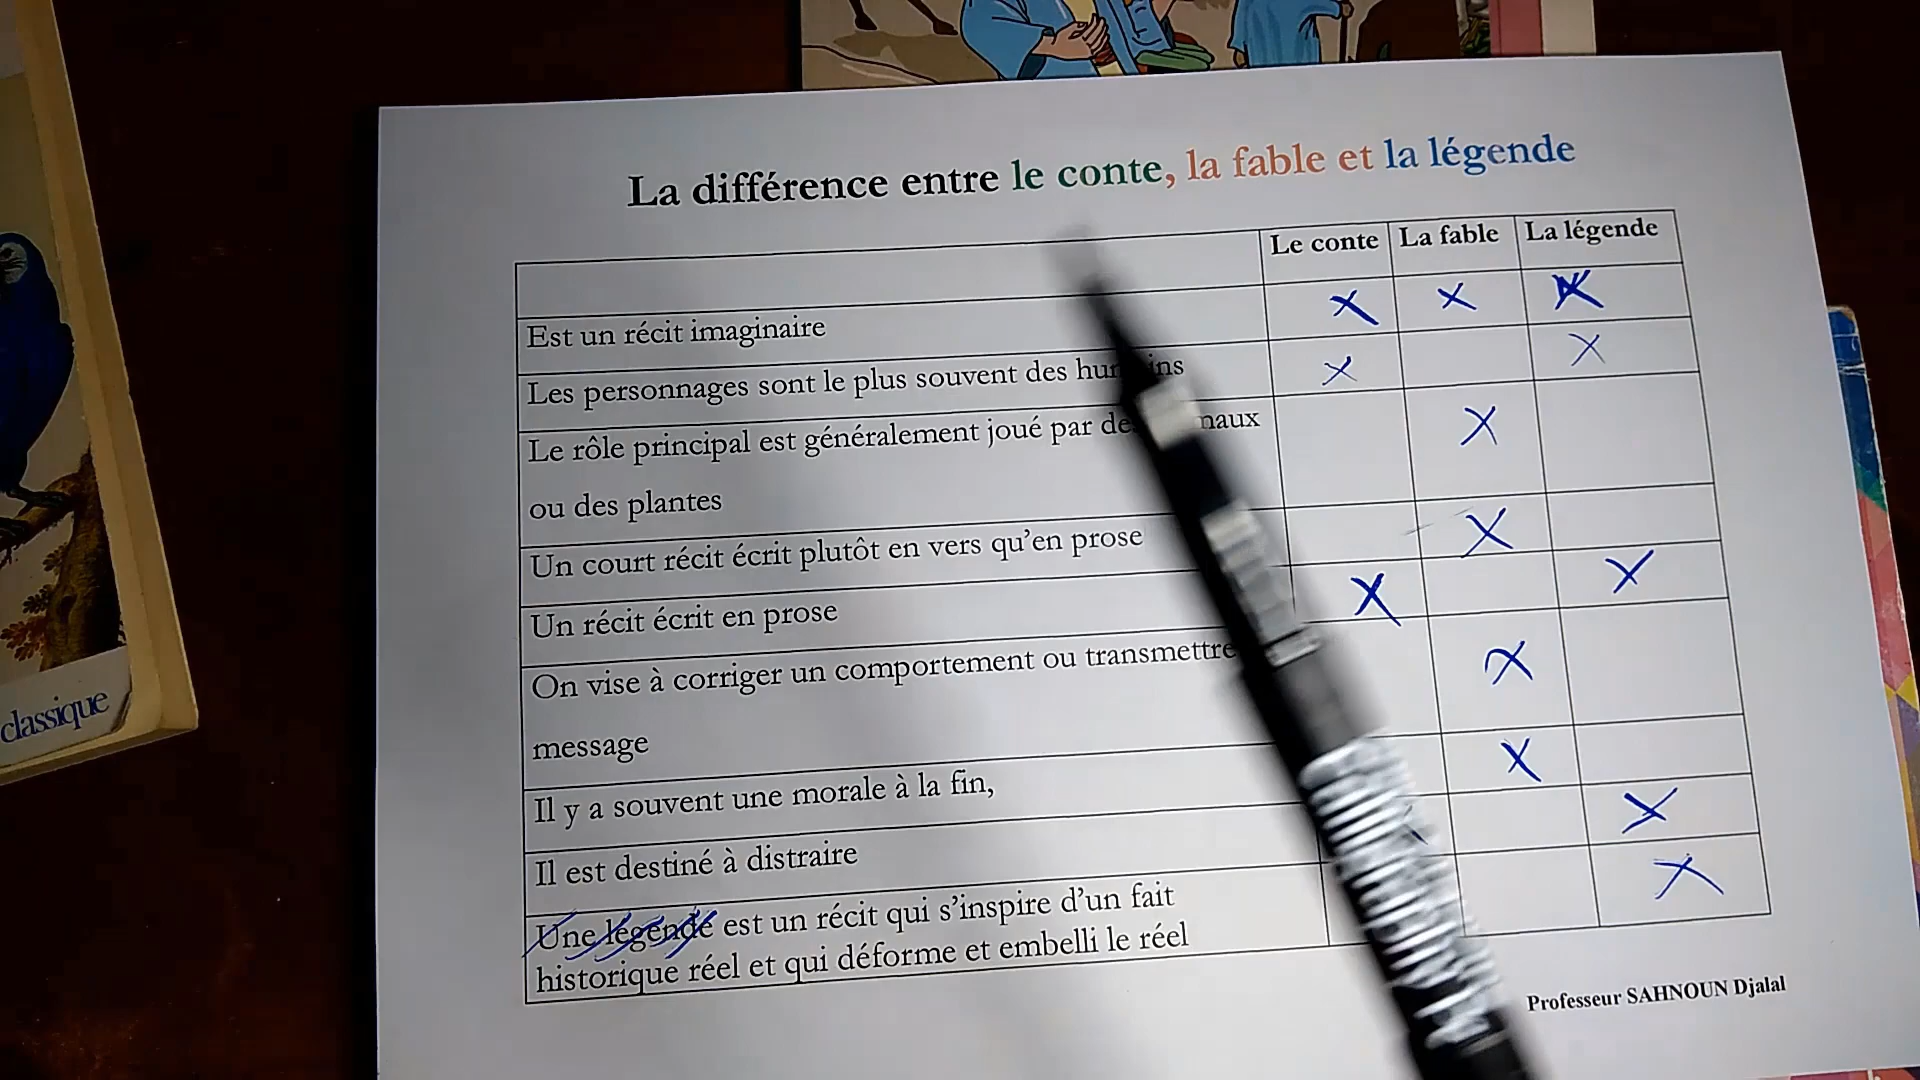 La différence entre le conte, la fable et la légende
Le conte La fable La légende
Est un récit imaginaire X X X
Les personnages sont le plus souvent des X X
Le rôle principal est généralement joué par X
ou des plantes
Un court récit écrit plutôt en vers qu'en prose X
Un récit écrit en prose X X
On vise à corriger un comportement ou transmettre X
message
Il y a souvent une morale à la fin, X
Il est destiné à distraire X
Une légende est un récit qui s'inspire d'un fait X
historique réel et qui déforme et embelli le réel
Professeur SAHNOUN Djalal
classique